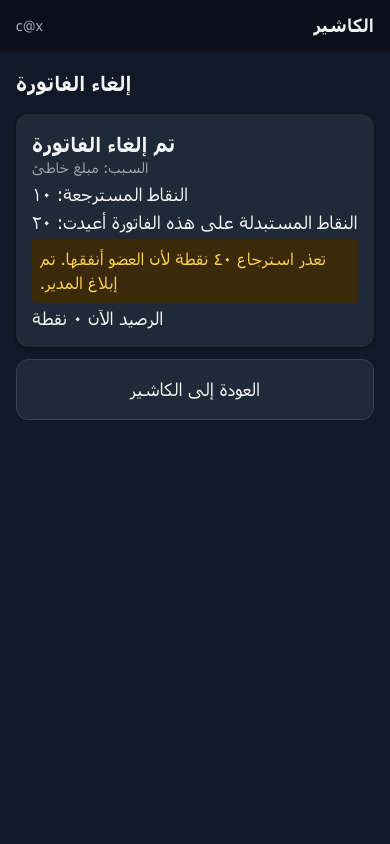 الكاشير
c@x
إلغاء الفاتورة
تم إلغاء الفاتورة
السبب: مبلغ خاطئ
النقاط المسترجعة: ١٠
النقاط المستبدلة على هذه الفاتورة أعيدت: ٢٠
تعذر استرجاع ٤٠ نقطة لأن العضو أنفقها. تم
إبلاغ المدير.
الرصيد الآن ٠ نقطة
العودة إلى الكاشير